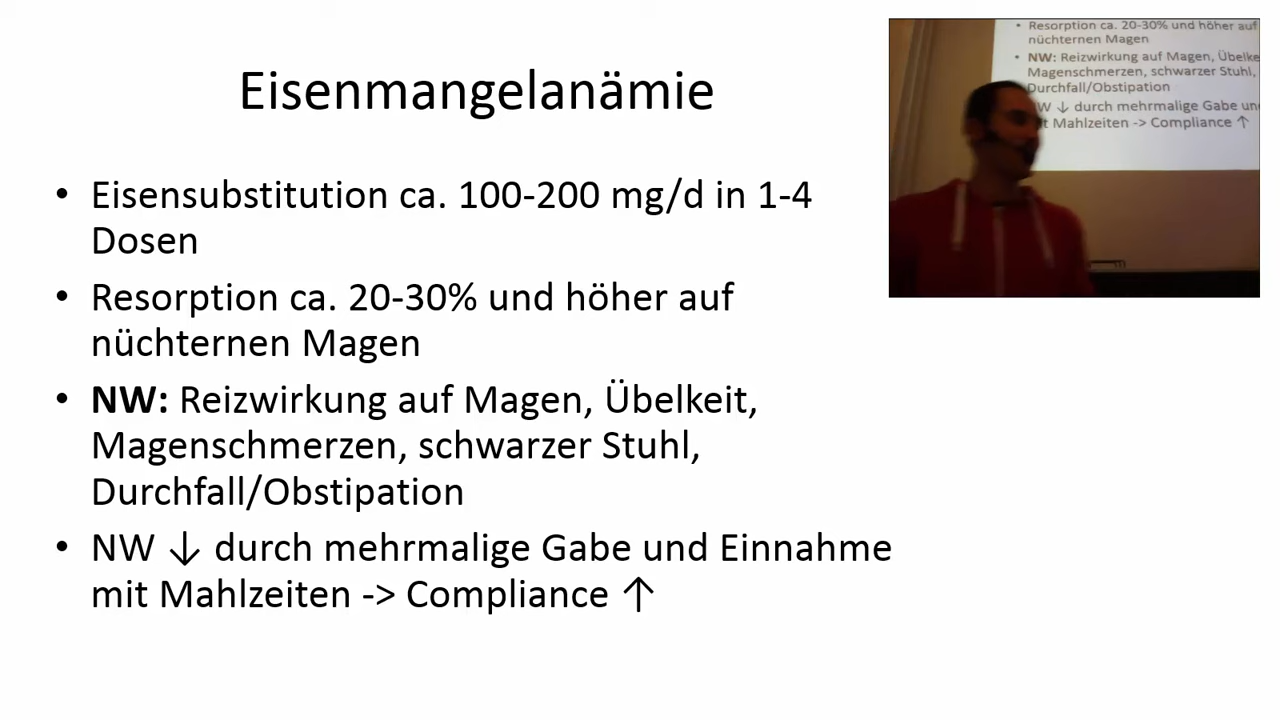 Eisenmangelanämie
• Eisensubstitution ca. 100-200 mg/d in 1-4
Dosen
• Resorption ca. 20-30% und höher auf
nüchternen Magen
• NW: Reizwirkung auf Magen, Übelkeit,
Magenschmerzen, schwarzer Stuhl,
Durchfall/Obstipation
• NW ↓ durch mehrmalige Gabe und Einnahme
mit Mahlzeiten -> Compliance ↑
• Resorption ca. 20-30% und höher auf
nüchternen Magen
• NW: Reizwirkung auf Magen, Übelke
Magenschmerzen, schwarzer Stuhl,
Durchfall/Obstipation
W ↓ durch mehrmalige Gabe un
t Mahlzeiten -> Compliance ↑